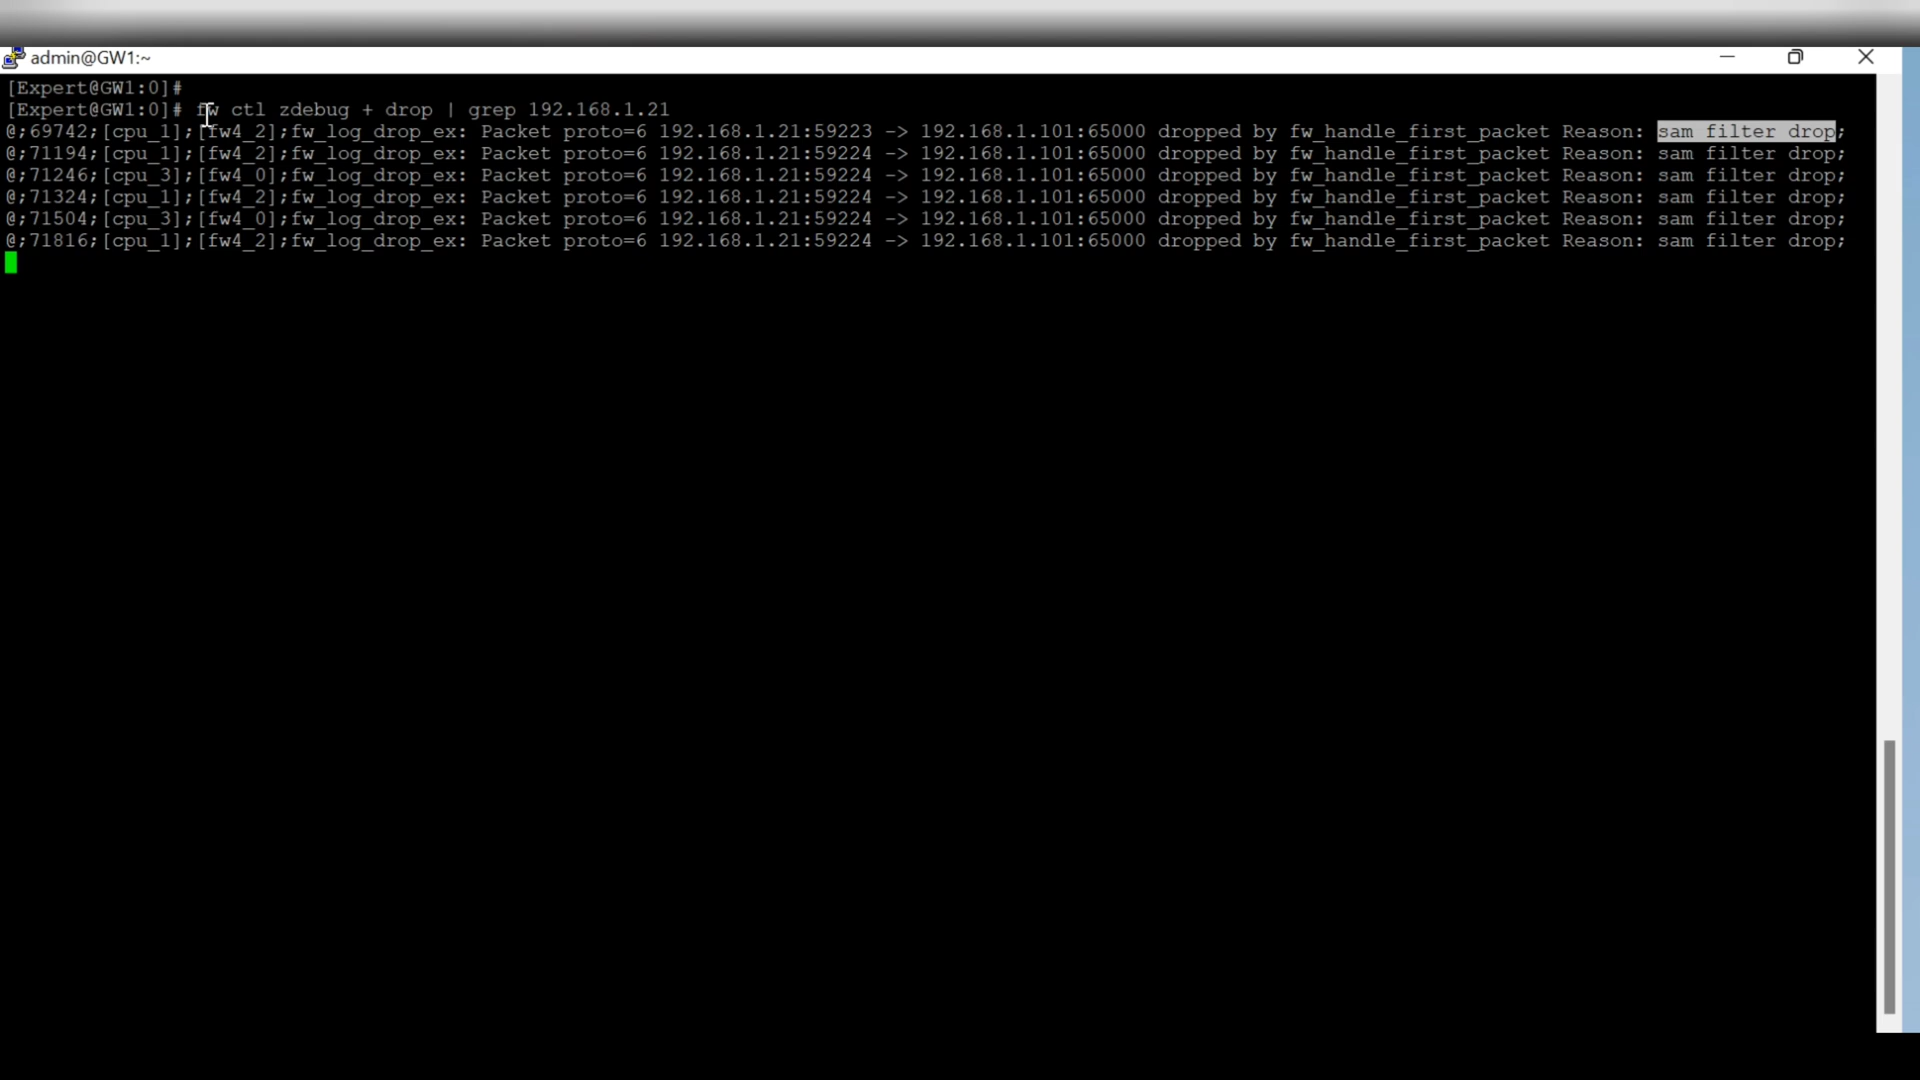 admin@GW1:~
[Expert@GW1:0]#
[Expert@GW1:0]# fw ctl zdebug + drop | grep 192.168.1.21
@;69742;[cpu_1];[fw4_2];fw_log_drop_ex: Packet proto=6 192.168.1.21:59223 -> 192.168.1.101:65000 dropped by fw_handle_first_packet Reason: sam filter drop;
@;71194;[cpu_1];[fw4_2];fw_log_drop_ex: Packet proto=6 192.168.1.21:59224 -> 192.168.1.101:65000 dropped by fw_handle_first_packet Reason: sam filter drop;
@;71246;[cpu_3];[fw4_0];fw_log_drop_ex: Packet proto=6 192.168.1.21:59224 -> 192.168.1.101:65000 dropped by fw_handle_first_packet Reason: sam filter drop;
@;71324;[cpu_1];[fw4_2];fw_log_drop_ex: Packet proto=6 192.168.1.21:59224 -> 192.168.1.101:65000 dropped by fw_handle_first_packet Reason: sam filter drop;
@;71504;[cpu_3];[fw4_0];fw_log_drop_ex: Packet proto=6 192.168.1.21:59224 -> 192.168.1.101:65000 dropped by fw_handle_first_packet Reason: sam filter drop;
@;71816;[cpu_1];[fw4_2];fw_log_drop_ex: Packet proto=6 192.168.1.21:59224 -> 192.168.1.101:65000 dropped by fw_handle_first_packet Reason: sam filter drop;